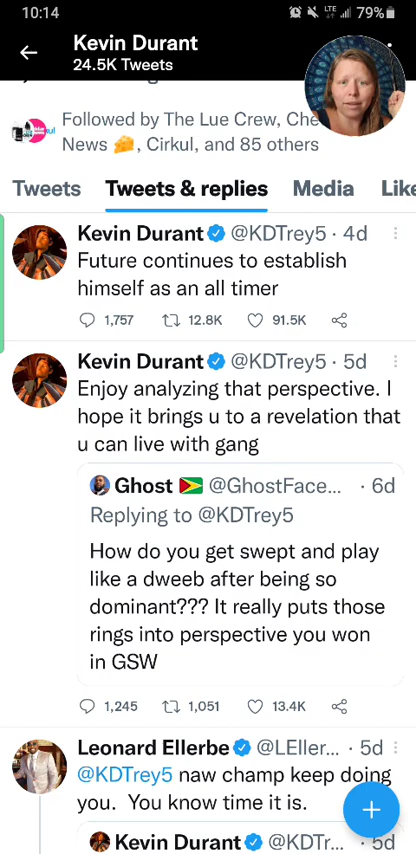 10:14 LTE 79%
Kevin Durant
24.5K Tweets
Followed by The Lue Crew, Che
News 🧀, Cirkul, and 85 others
Tweets Tweets & replies Media Like
Kevin Durant @KDTrey5 · 4d
Future continues to establish
himself as an all timer
1,757 12.8K 91.5K
Kevin Durant @KDTrey5 · 5d
Enjoy analyzing that perspective. I
hope it brings u to a revelation that
u can live with gang
Ghost 🇬🇾 @GhostFace... · 6d
Replying to @KDTrey5
How do you get swept and play
like a dweeb after being so
dominant??? It really puts those
rings into perspective you won
in GSW
1,245 1,051 13.4K
Leonard Ellerbe @LEller... · 5d
@KDTrey5 naw champ keep doing
you. You know time it is.
Kevin Durant @KDTr... · 5d